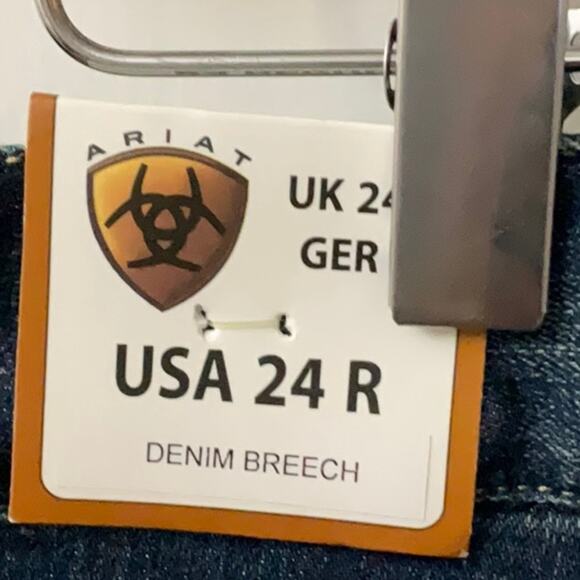 ARIAT
UK 24
GER
USA 24 R
DENIM BREECH